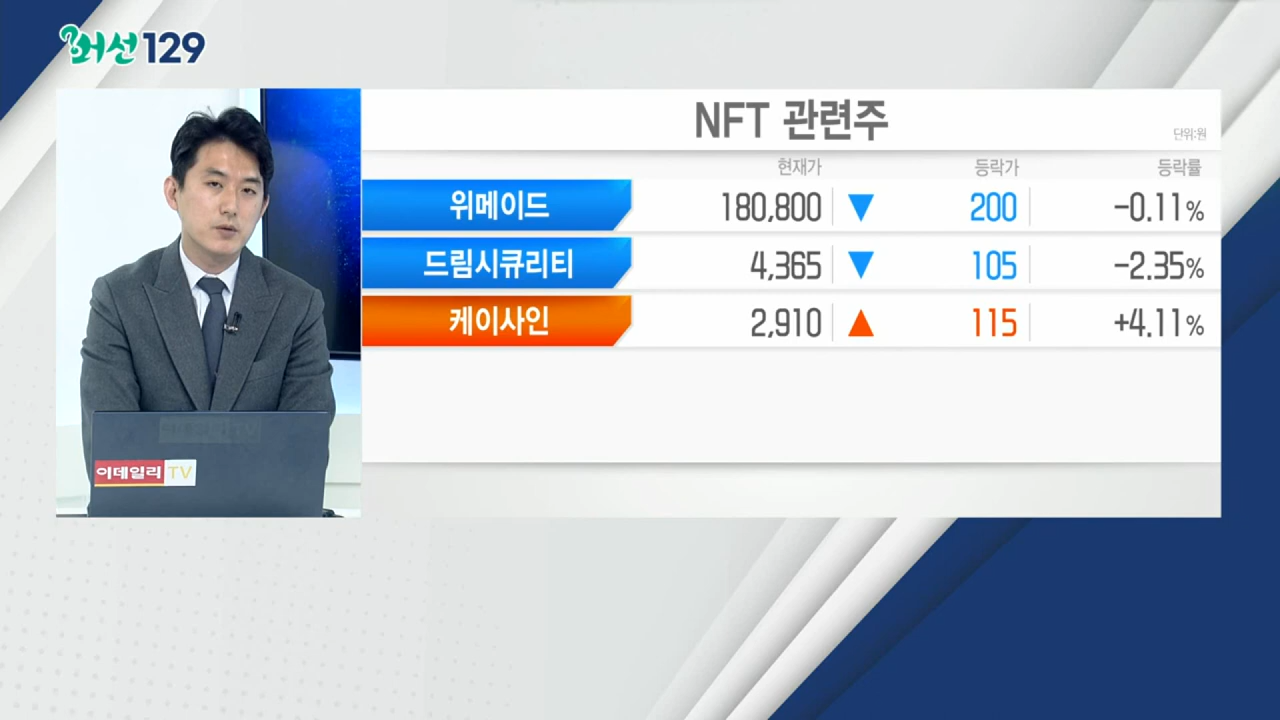 머선129
NFT 관련주
단위:원
현재가 등락가 등락률
위메이드 180,800 ▼ 200 -0.11%
드림시큐리티 4,365 ▼ 105 -2.35%
케이사인 2,910 ▲ 115 +4.11%
이데일리TV